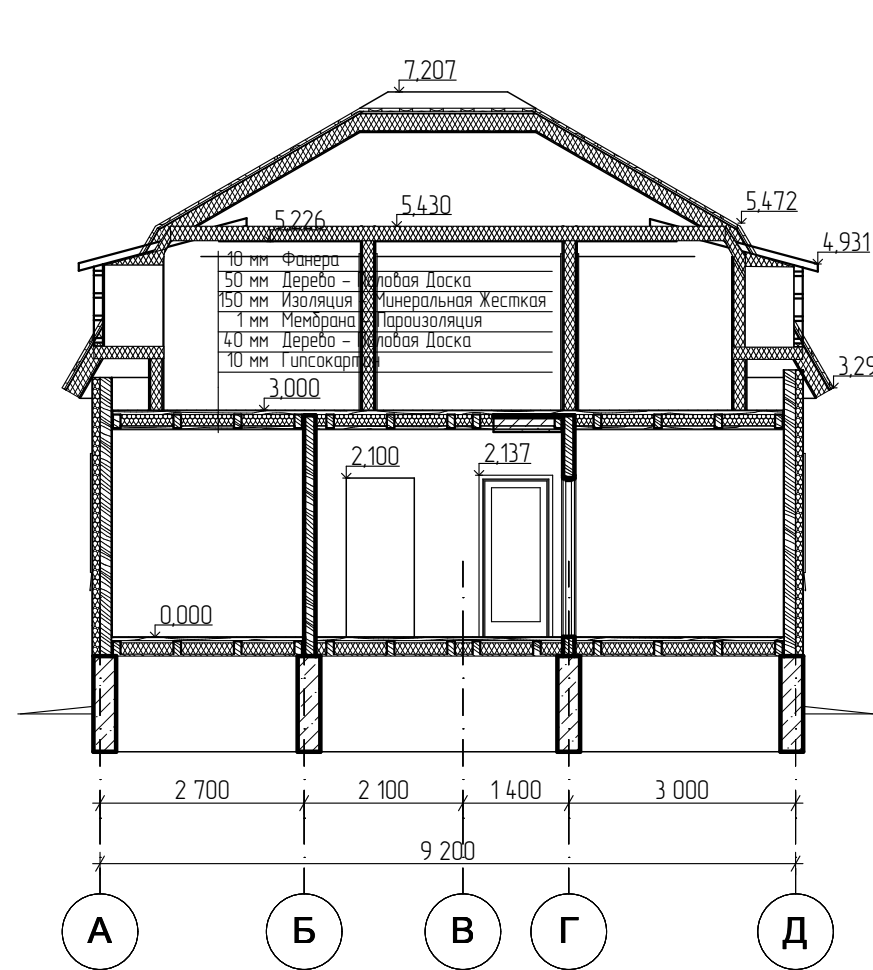 7,207
5,472
5,226
5,430
4,931
10 мм Фанера
50 мм Дерево – Половая Доска
150 мм Изоляция - Минеральная Жесткая
1 мм Мембрана - Пароизоляция
40 мм Дерево – Половая Доска
10 мм Гипсокартон
3,29
3,000
2,100
2,137
0,000
2 700
2 100
1 400
3 000
9 200
А
Б
В
Г
Д